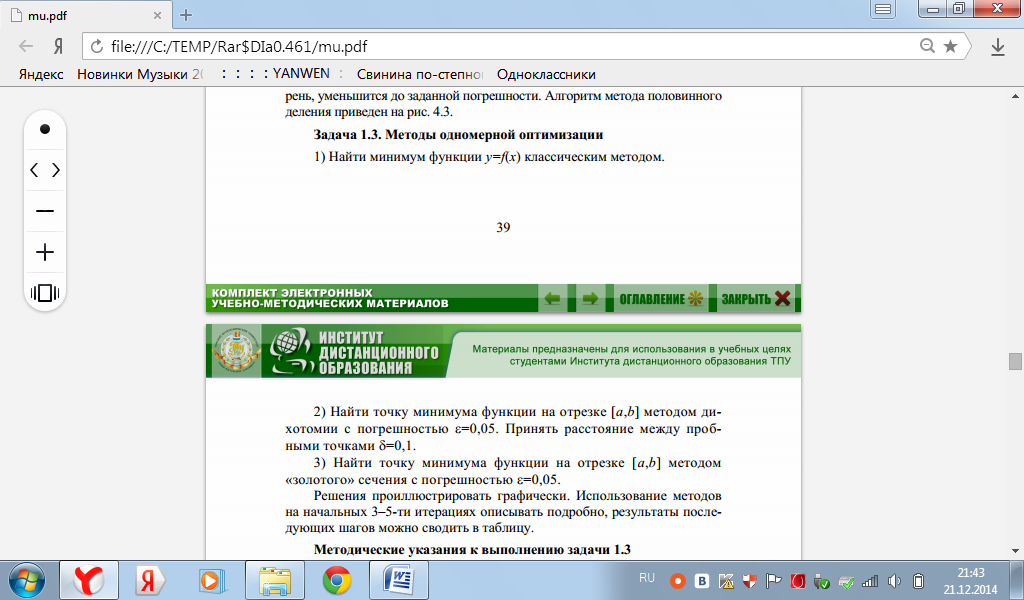 mu.pdf
file:///C:/TEMP/Rar$DIa0.461/mu.pdf
Яндекс Новинки Музыки 20 : : : : YANWEN : Свинина по-степно Одноклассники
рень, уменьшится до заданной погрешности. Алгоритм метода половинного
деления приведен на рис. 4.3.
Задача 1.3. Методы одномерной оптимизации
1) Найти минимум функции y=f(x) классическим методом.
39
КОМПЛЕКТ ЭЛЕКТРОННЫХ
УЧЕБНО-МЕТОДИЧЕСКИХ МАТЕРИАЛОВ
ОГЛАВЛЕНИЕ
ЗАКРЫТЬ
ИНСТИТУТ
ДИСТАНЦИОННОГО
ОБРАЗОВАНИЯ
Материалы предназначены для использования в учебных целях
студентами Института дистанционного образования ТПУ
2) Найти точку минимума функции на отрезке [a,b] методом ди-
хотомии с погрешностью ε=0,05. Принять расстояние между проб-
ными точками δ=0,1.
3) Найти точку минимума функции на отрезке [a,b] методом
«золотого» сечения с погрешностью ε=0,05.
Решения проиллюстрировать графически. Использование методов
на начальных 3–5-ти итерациях описывать подробно, результаты после-
дующих шагов можно сводить в таблицу.
Методические указания к выполнению задачи 1.3
RU
21:43
21.12.2014